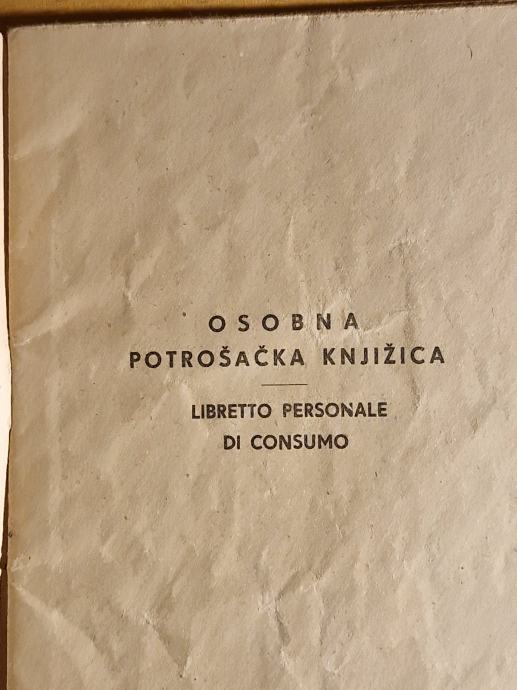 OSOBNA
POTROŠAČKA KNJIŽICA
LIBRETTO PERSONALE
DI CONSUMO